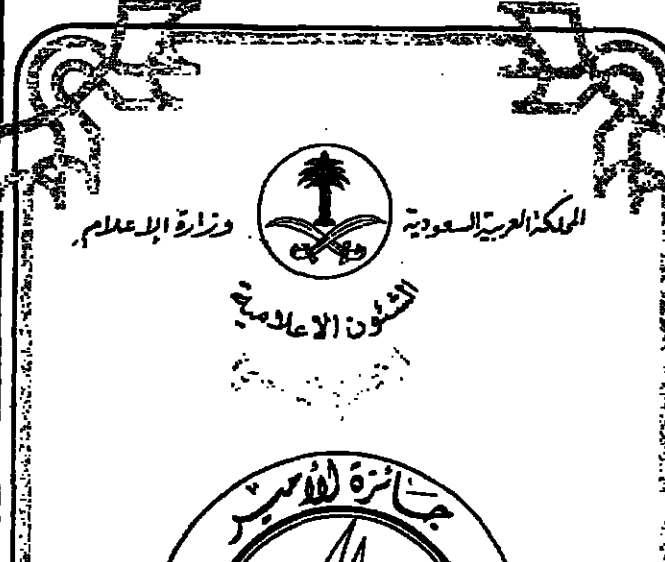 المملكة العربية السعودية وزارة الإعلام
الشئون الاعلامية
جائزة الأمير